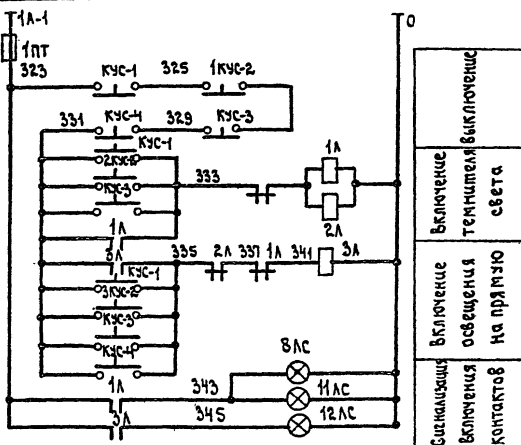 1Л-1
0
1ПТ
323
КУС-1
325
1КУС-2
331
КУС-4
329
КУС-3
КУС-1
2КУС-2
КУС-3
333
1Л
2Л
1Л
3Л
335
2Л
337
1Л
341
3Л
КУС-1
3КУС-2
КУС-3
КУС-4
8ЛС
1Л
343
11ЛС
3Л
345
12ЛС
выключение
включение
темнителя
света
включение
освещения
на прямую
Сигнализация
включения
контактов